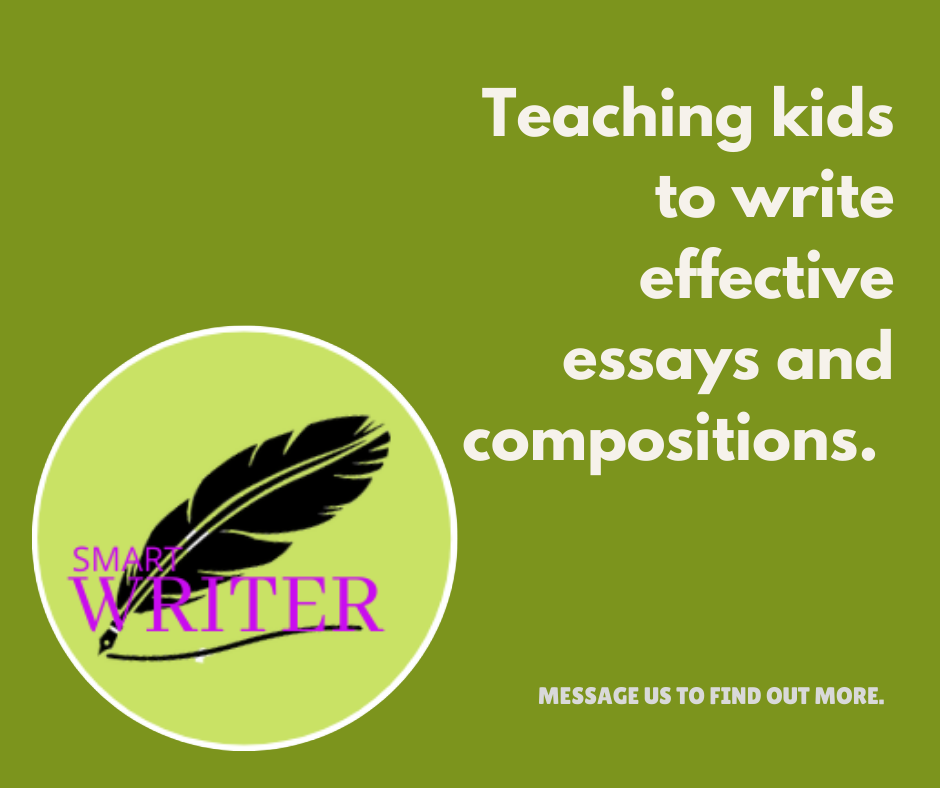 Teaching kids
to write
effective
essays and
compositions.
SMART
WRITER
MESSAGE US TO FIND OUT MORE.